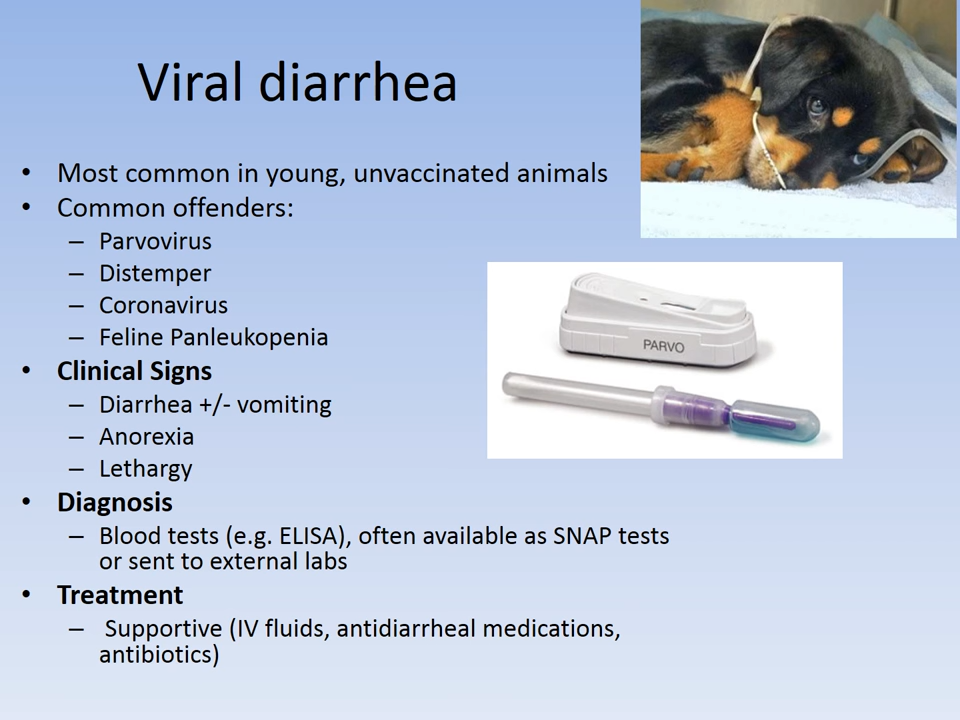 Viral diarrhea
• Most common in young, unvaccinated animals
• Common offenders:
– Parvovirus
– Distemper
– Coronavirus
– Feline Panleukopenia
PARVO
• Clinical Signs
– Diarrhea +/- vomiting
– Anorexia
– Lethargy
• Diagnosis
– Blood tests (e.g. ELISA), often available as SNAP tests
or sent to external labs
• Treatment
– Supportive (IV fluids, antidiarrheal medications,
antibiotics)